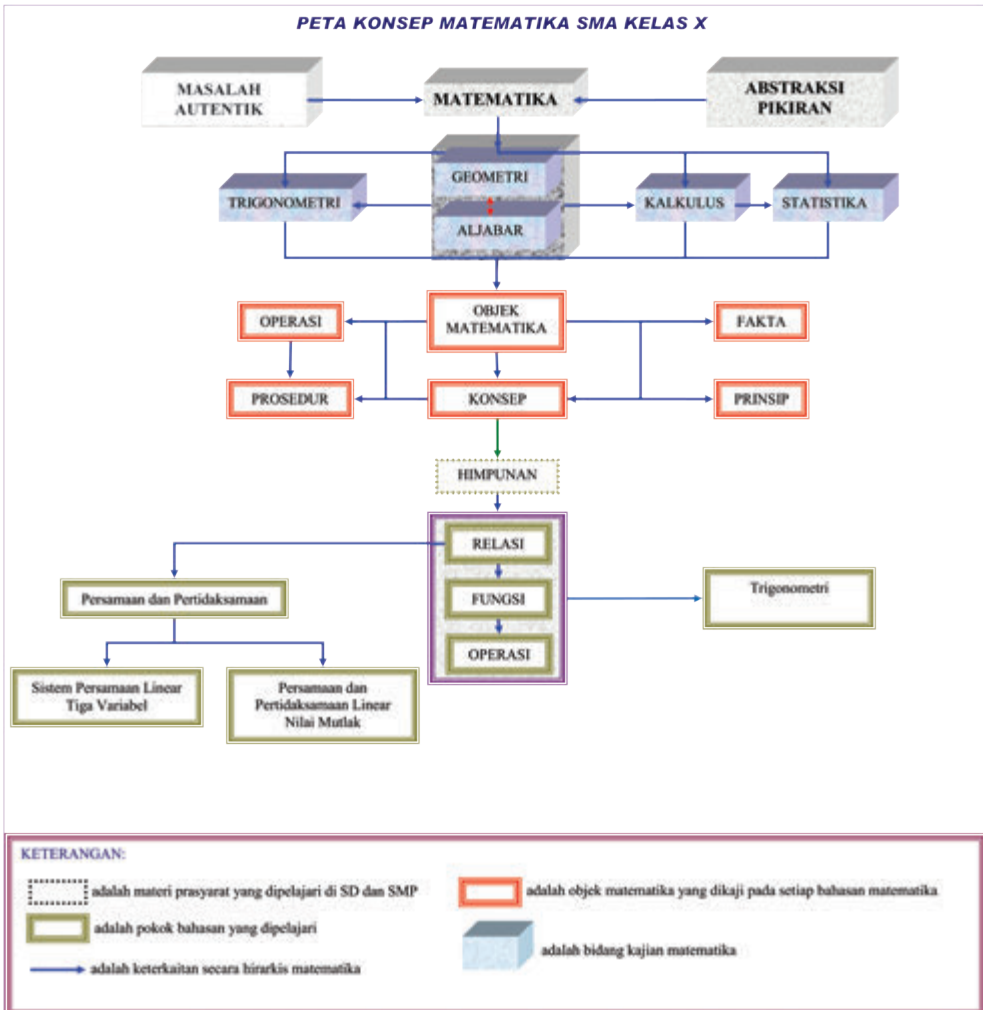 PETA KONSEP MATEMATIKA SMA KELAS X
MASALAH
AUTENTIK
MATEMATIKA
ABSTRAKSI
PIKIRAN
GEOMETRI
TRIGONOMETRI
KALKULUS
STATISTIKA
ALJABAR
OPERASI
OBJEK
MATEMATIKA
FAKTA
PROSEDUR
KONSEP
PRINSIP
HIMPUNAN
RELASI
Persamaan dan Pertidaksamaan
FUNGSI
Trigonometri
OPERASI
Sistem Persamaan Linear
Tiga Variabel
Persamaan dan
Pertidaksamaan Linear
Nilai Mutlak
KETERANGAN:
adalah materi prasyarat yang dipelajari di SD dan SMP
adalah objek matematika yang dikaji pada setiap bahasan matematika
adalah pokok bahasan yang dipelajari
adalah bidang kajian matematika
adalah keterkaitan secara hirarkis matematika